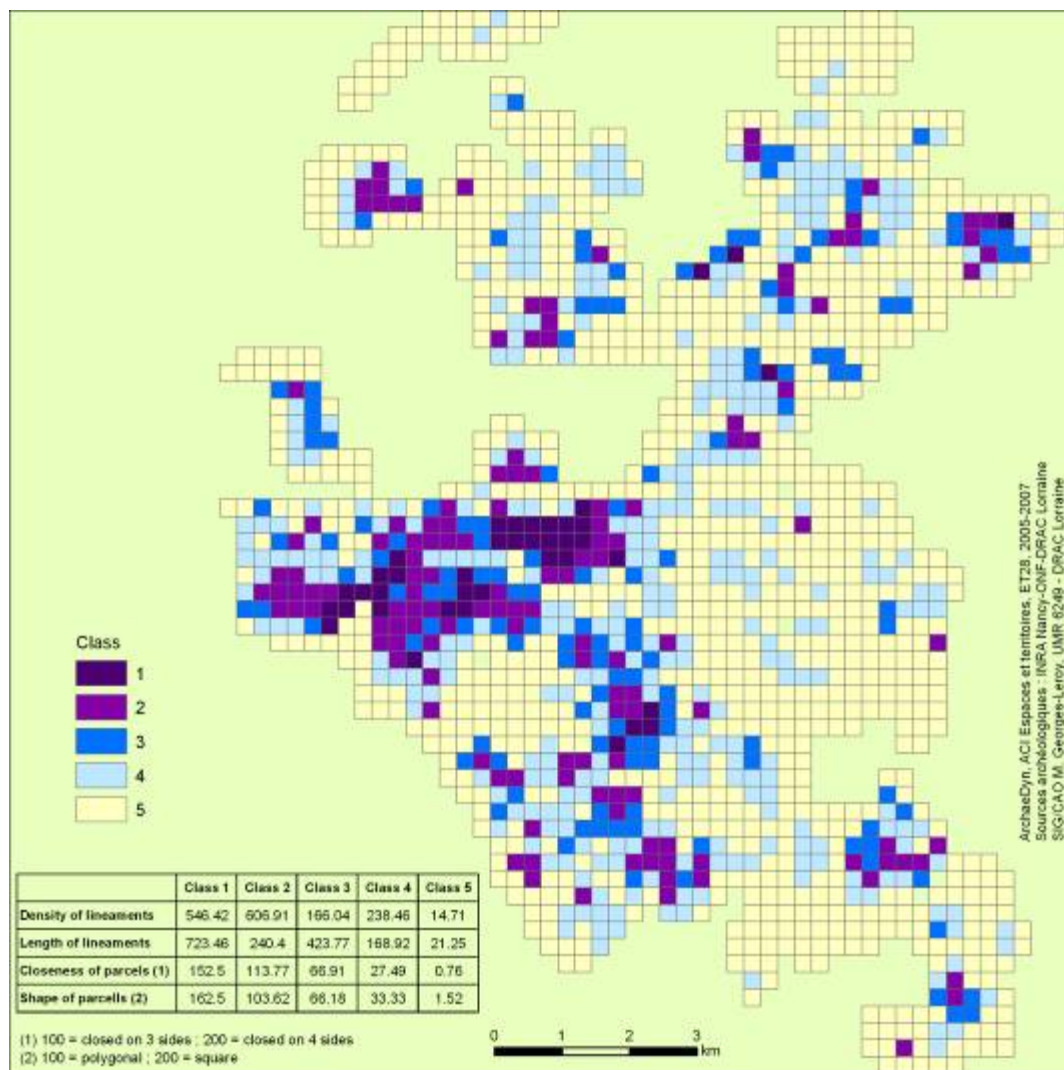 Class
1
2
3
4
5
Class 1 Class 2 Class 3 Class 4 Class 5
Density of lineaments 546.42 606.91 166.04 238.46 14.71
Length of lineaments 723.46 240.4 423.77 168.92 21.25
Closeness of parcels (1) 152.5 113.77 66.91 27.49 0.76
Shape of parcells (2) 162.5 103.62 66.18 33.33 1.52
(1) 100 = closed on 3 sides ; 200 = closed on 4 sides
(2) 100 = polygonal ; 200 = square
0 1 2 3
km
ArchaeDyn, ACI Espaces et territoires, ET28, 2005-2007
Sources archéologiques : INRA Nancy-ONF-DRAC Lorraine
SIG/CAO M. Georges-Leroy, UMR 6249 - DRAC Lorraine